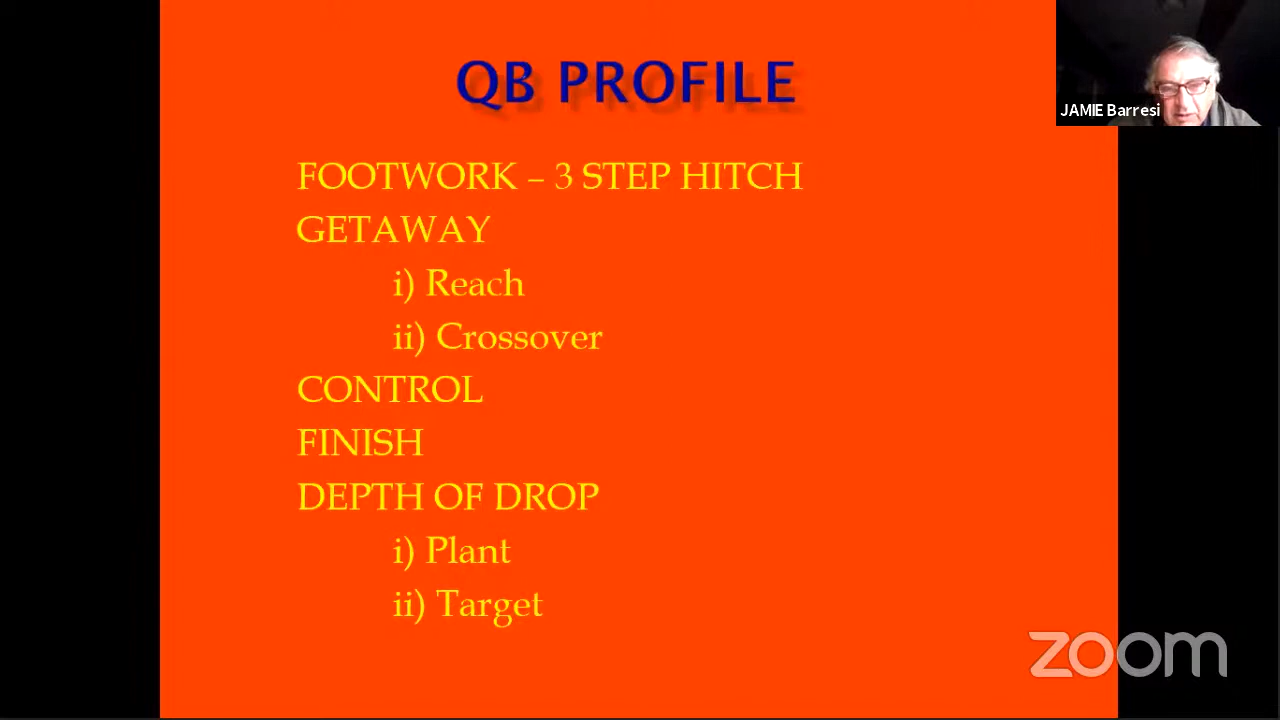 QB PROFILE
JAMIE Barresi
FOOTWORK – 3 STEP HITCH
GETAWAY
i) Reach
ii) Crossover
CONTROL
FINISH
DEPTH OF DROP
i) Plant
ii) Target
zoom